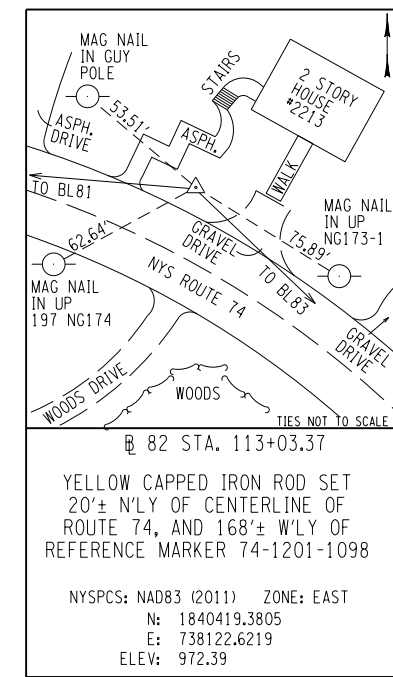 MAG NAIL
IN GUY
POLE
53.51'
STAIRS
2 STORY
HOUSE
#2213
ASPH.
DRIVE
ASPH.
WALK
TO BL81
MAG NAIL
IN UP
NG173-1
62.64'
GRAVEL
DRIVE
75.89'
NYS ROUTE 74
TO BL83
MAG NAIL
IN UP
197 NG174
GRAVEL
DRIVE
WOODS DRIVE
WOODS
TIES NOT TO SCALE
BL 82 STA. 113+03.37
YELLOW CAPPED IRON ROD SET
20'± N'LY OF CENTERLINE OF
ROUTE 74, AND 168'± W'LY OF
REFERENCE MARKER 74-1201-1098
NYSPCS: NAD83 (2011) ZONE: EAST
N: 1840419.3805
E: 738122.6219
ELEV: 972.39